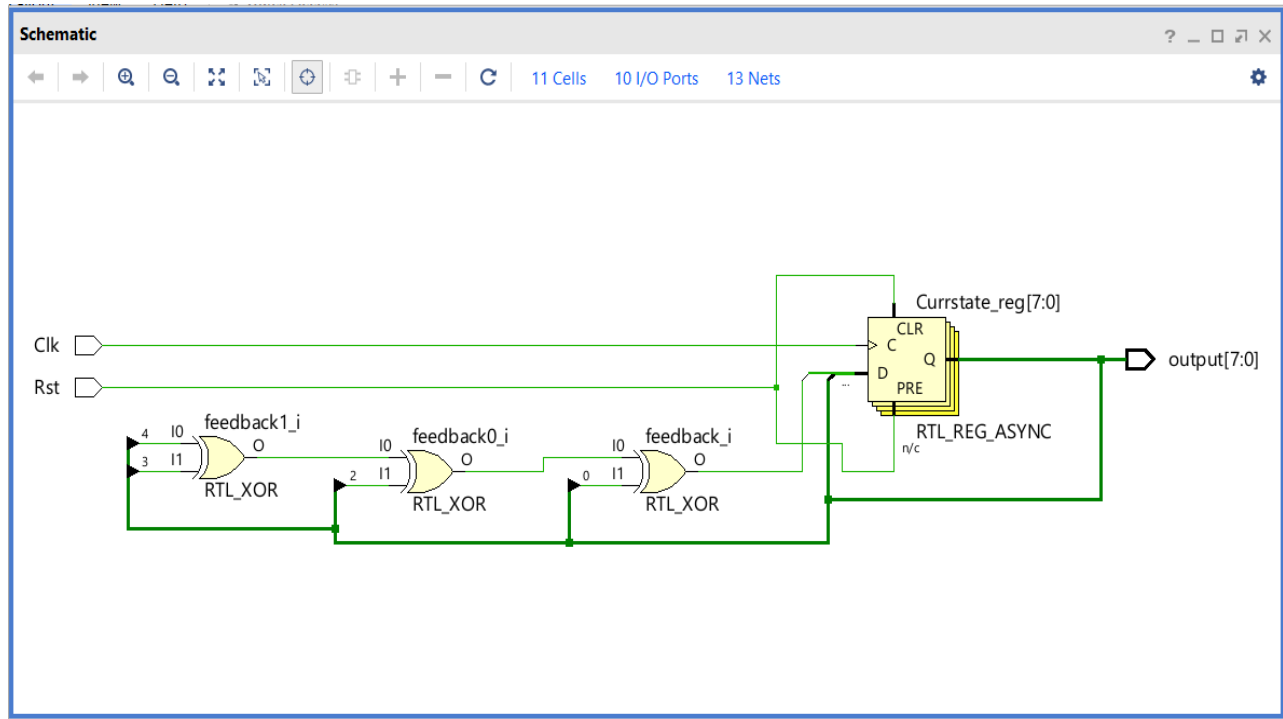 Schematic
11 Cells 10 I/O Ports 13 Nets
Currstate_reg[7:0]
CLR
Clk
C
Q
output[7:0]
D
Rst
...
PRE
feedback1_i
feedback0_i
feedback_i
RTL_REG_ASYNC
n/c
4 I0 O
3 I1
RTL_XOR
I0 O
2 I1
RTL_XOR
I0 O
0 I1
RTL_XOR